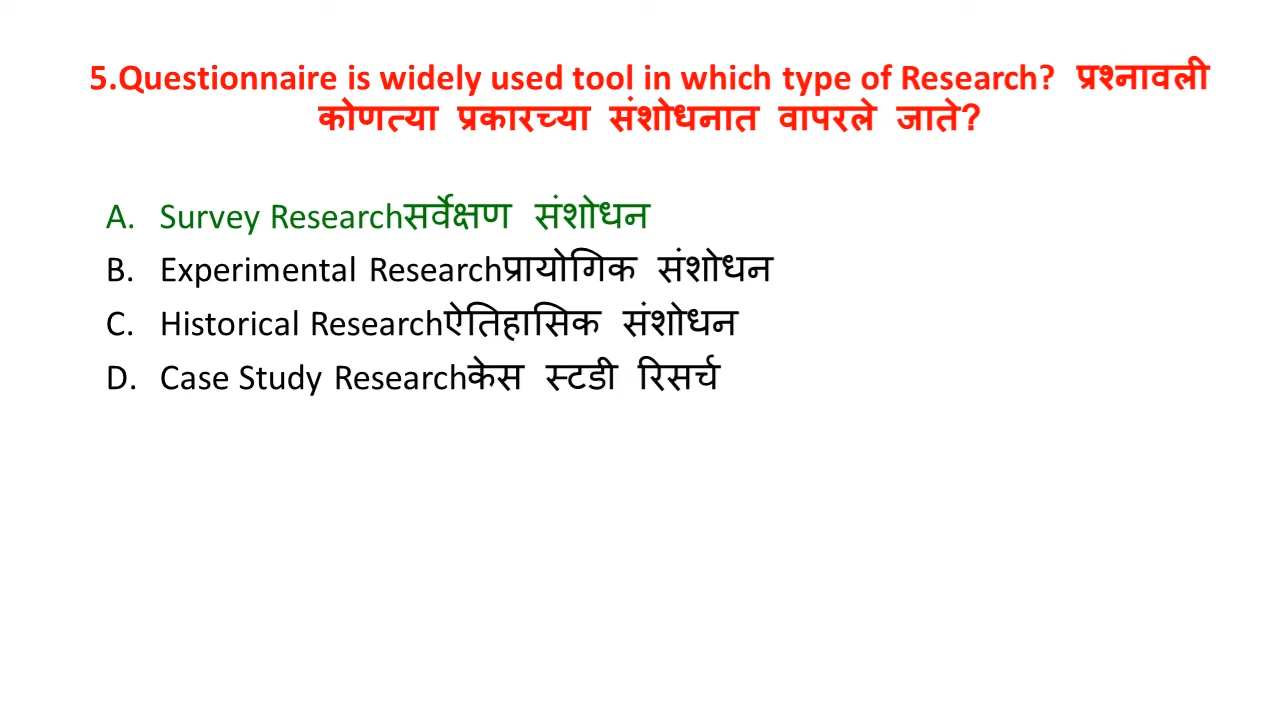 5.Questionnaire is widely used tool in which type of Research? प्रश्नावली
कोणत्या प्रकारच्या संशोधनात वापरले जाते?
A. Survey Researchसर्वेक्षण संशोधन
B. Experimental Researchप्रायोगिक संशोधन
C. Historical Researchऐतिहासिक संशोधन
D. Case Study Researchकेस स्टडी रिसर्च